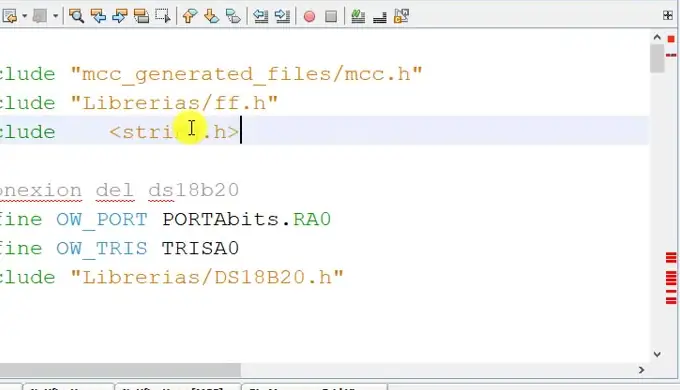 clude "mcc_generated_files/mcc.h"
clude "Librerias/ff.h"
clude <string.h>
onexion del ds18b20
fine OW_PORT PORTAbits.RA0
fine OW_TRIS TRISA0
clude "Librerias/DS18B20.h"